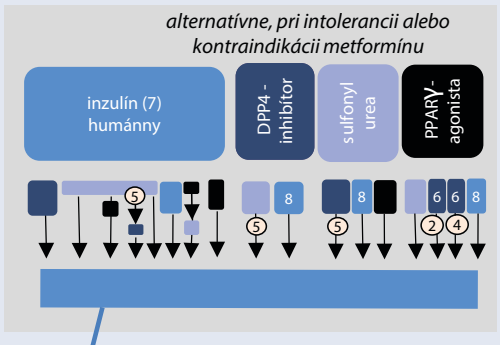 alternatívne, pri intolerancii alebo
kontraindikácii metformínu
inzulín (7)
humánny
DPP4 -
inhibítor
sulfonyl
urea
PPARγ-
agonista
5
8
8
6
6
8
5
5
2
4